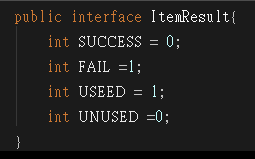 public interface ItemResult{
int SUCCESS = 0;
int FAIL =1;
int USEED = 1;
int UNUSED =0;
}